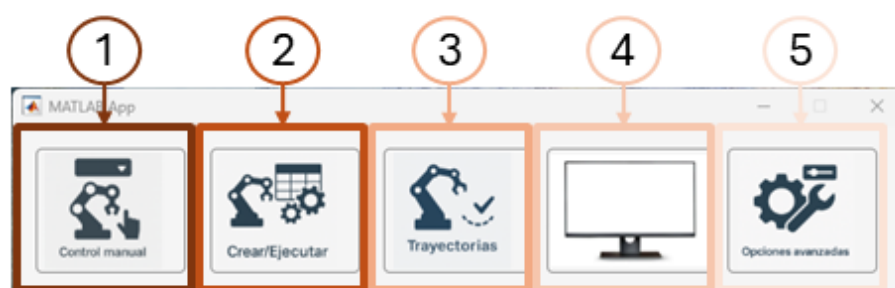 1 2 3 4 5
MATLAB App
Control manual
Crear/Ejecutar
Trayectorias
Opciones avanzadas